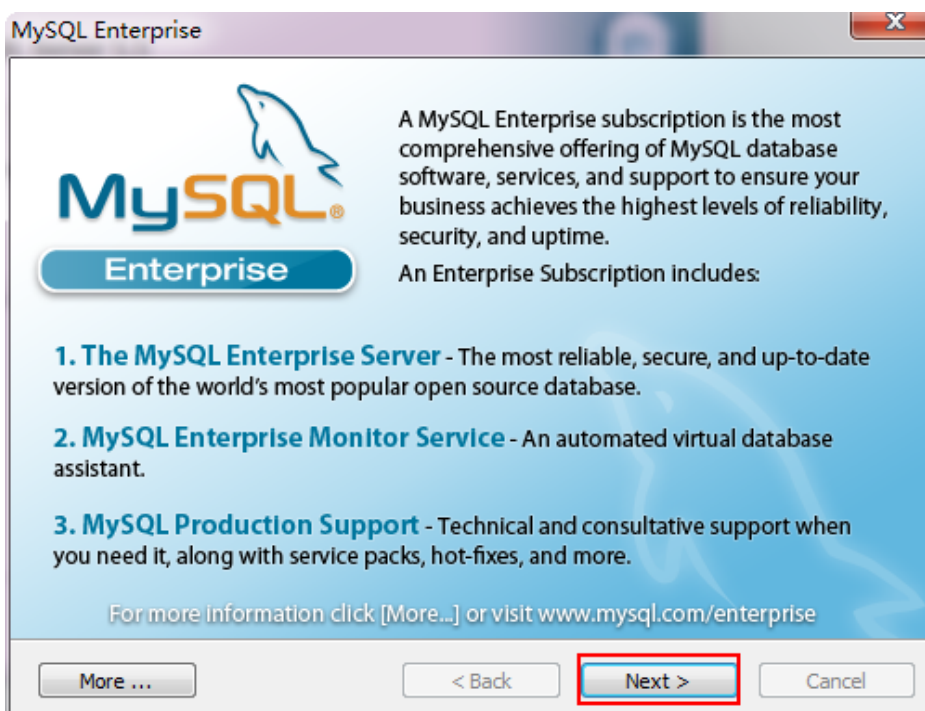 MySQL Enterprise
X
MySQL®
Enterprise
A MySQL Enterprise subscription is the most
comprehensive offering of MySQL database
software, services, and support to ensure your
business achieves the highest levels of reliability,
security, and uptime.
An Enterprise Subscription includes:
1. The MySQL Enterprise Server - The most reliable, secure, and up-to-date
version of the world's most popular open source database.
2. MySQL Enterprise Monitor Service - An automated virtual database
assistant.
3. MySQL Production Support - Technical and consultative support when
you need it, along with service packs, hot-fixes, and more.
For more information click [More...] or visit www.mysql.com/enterprise
More ... < Back Next > Cancel